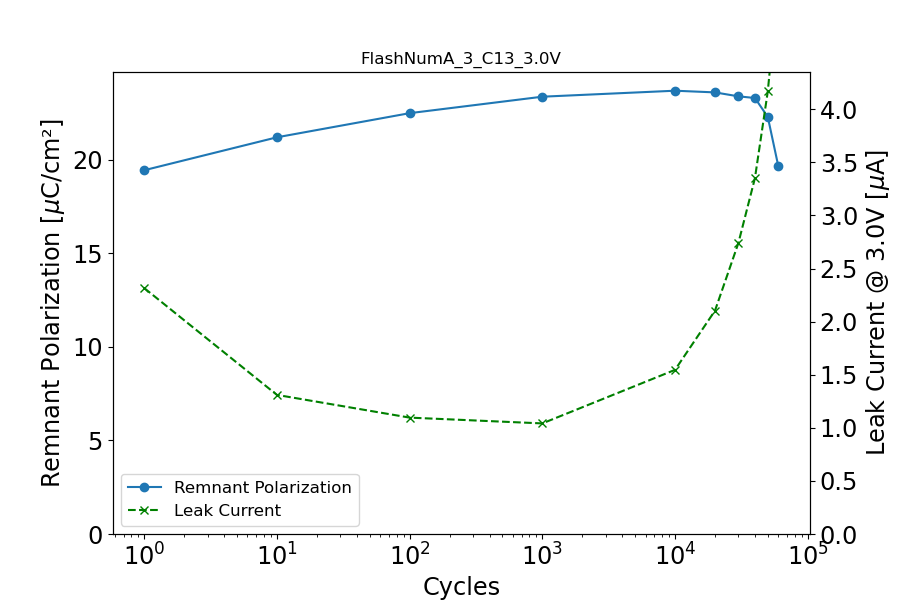 FlashNumA_3_C13_3.0V
Remnant Polarization [μC/cm²]
20
15
10
5
0
Leak Current @ 3.0V [μA]
4.0
3.5
3.0
2.5
2.0
1.5
1.0
0.5
0.0
Remnant Polarization
Leak Current
10⁰ 10¹ 10² 10³ 10⁴ 10⁵
Cycles